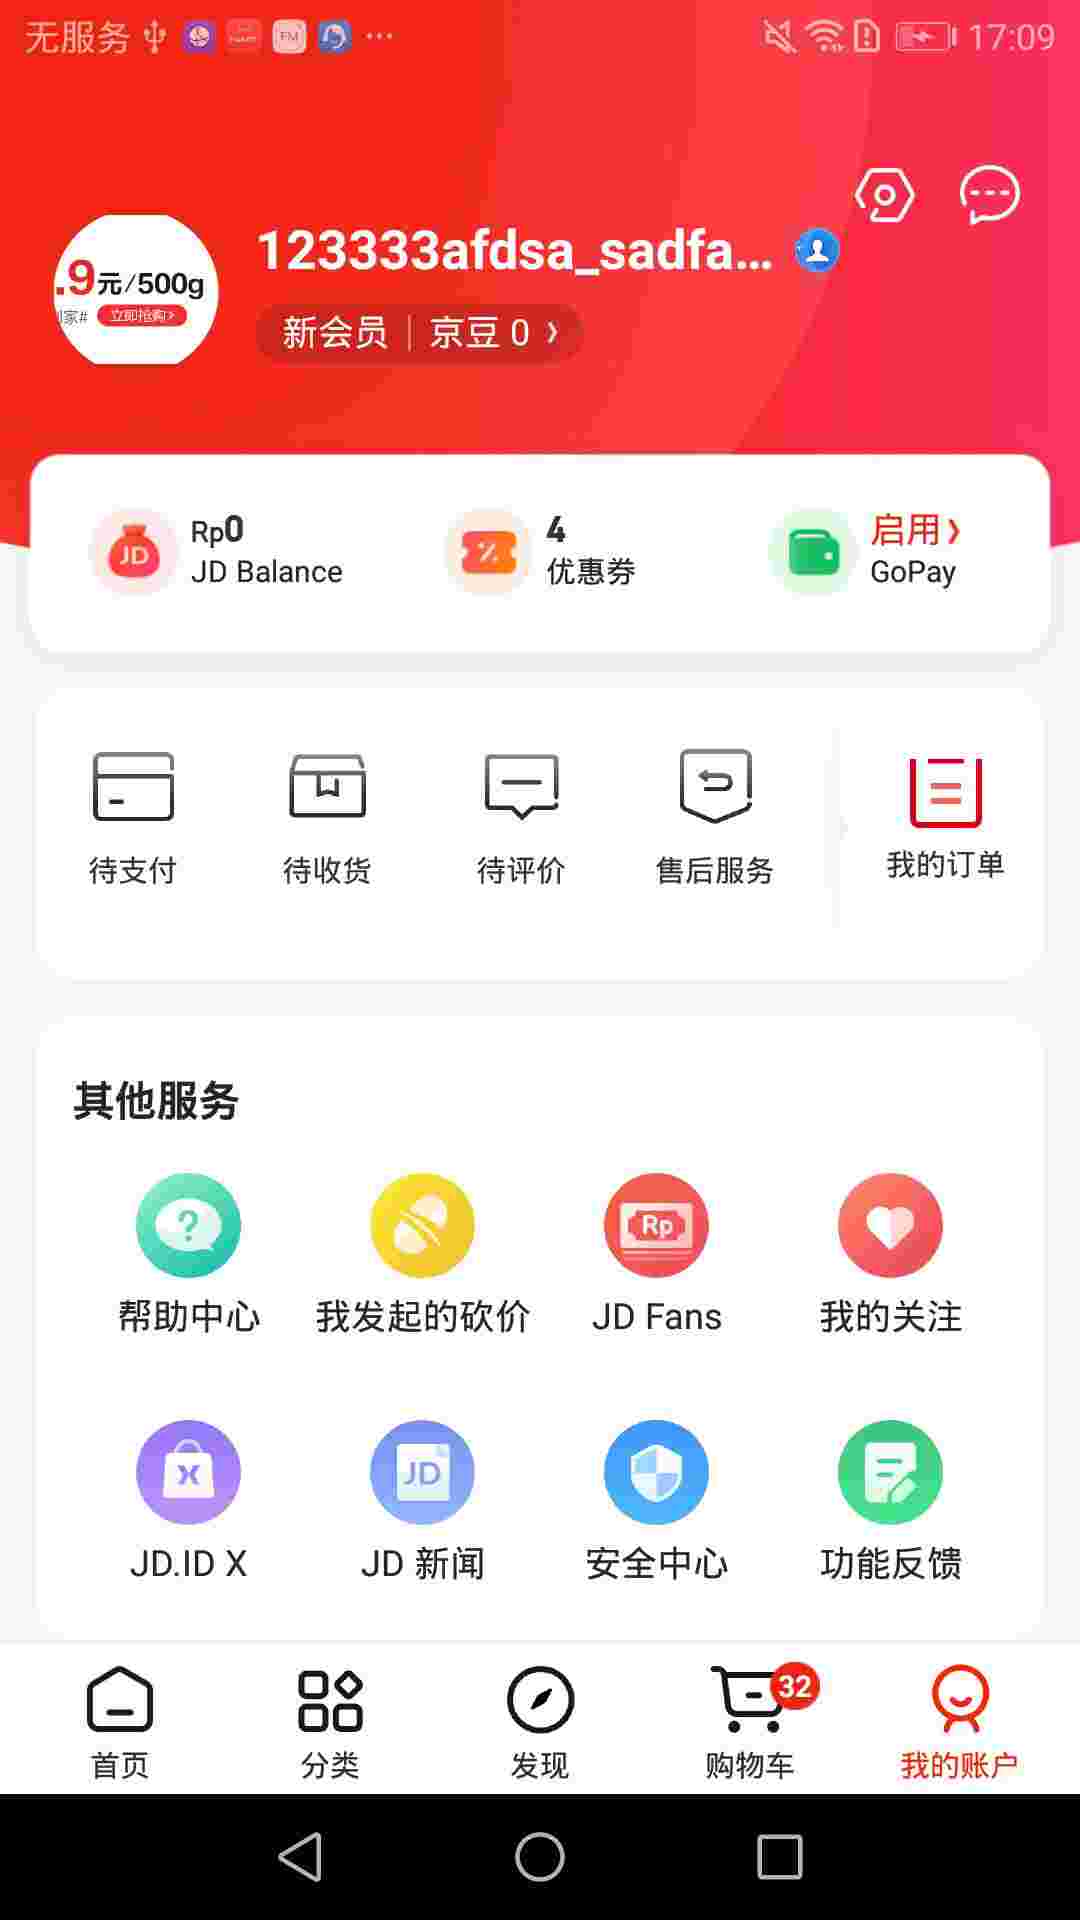 无服务 17:09
123333afdsa_sadfa...
.9元/500g
立即抢购>
新会员 | 京豆 0 >
Rp0
JD Balance
4
优惠券
启用>
GoPay
JD
待支付
待收货
待评价
售后服务
我的订单
其他服务
?
Rp
帮助中心
我发起的砍价
JD Fans
我的关注
X
JD
JD.ID X
JD 新闻
安全中心
功能反馈
32
首页
分类
发现
购物车
我的账户